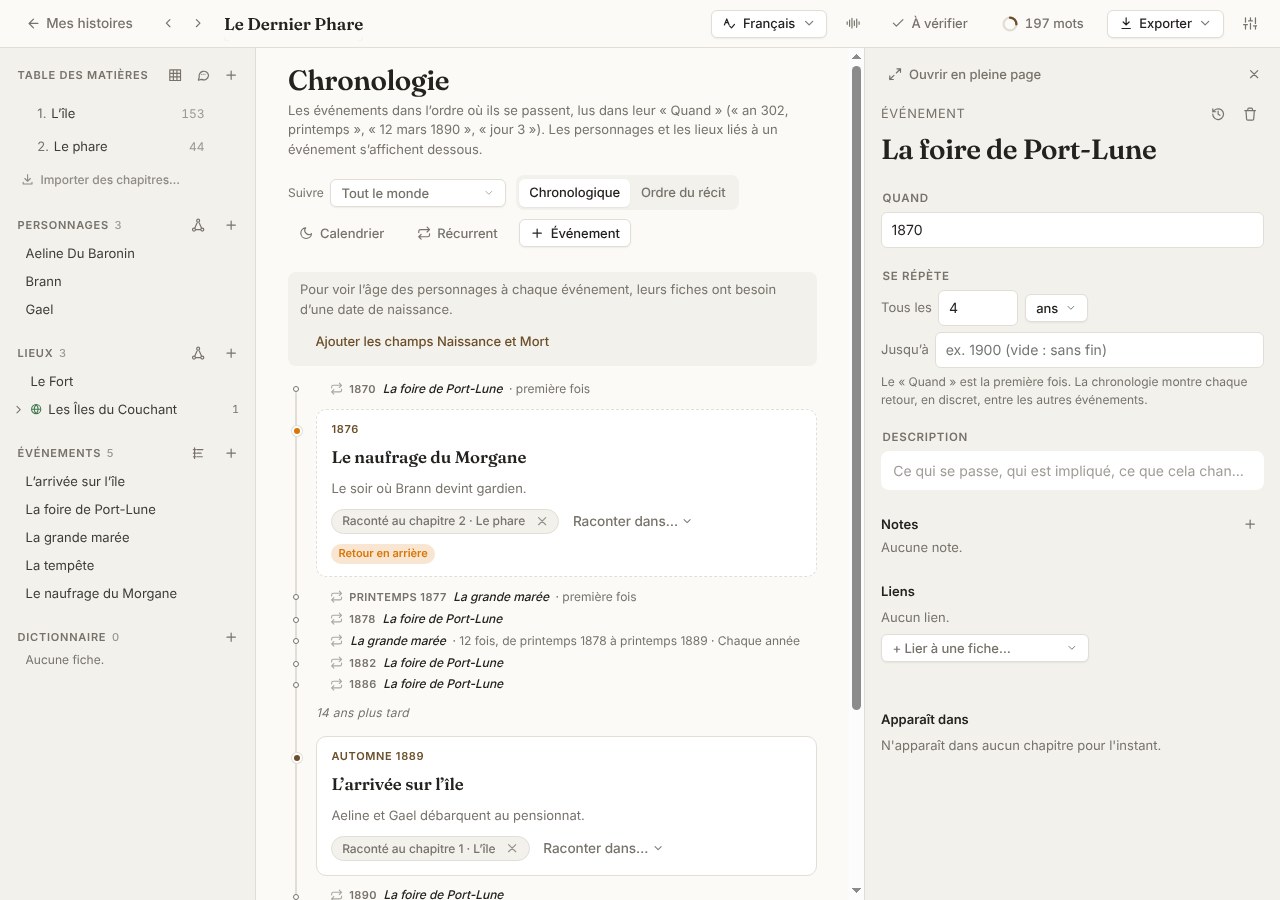 Mes histoires
Le Dernier Phare
Français
À vérifier
197 mots
Exporter
TABLE DES MATIÈRES
1. L’île 153
2. Le phare 44
Importer des chapitres...
PERSONNAGES 3
Aeline Du Baronin
Brann
Gael
LIEUX 3
Le Fort
Les Îles du Couchant 1
ÉVÉNEMENTS 5
L’arrivée sur l’île
La foire de Port-Lune
La grande marée
La tempête
Le naufrage du Morgane
DICTIONNAIRE 0
Aucune fiche.
Chronologie
Les événements dans l’ordre où ils se passent, lus dans leur « Quand » (« an 302,
printemps », « 12 mars 1890 », « jour 3 »). Les personnages et les lieux liés à un
événement s’affichent dessous.
Suivre Tout le monde Chronologique Ordre du récit
Calendrier Récurrent Événement
Pour voir l’âge des personnages à chaque événement, leurs fiches ont besoin
d’une date de naissance.
Ajouter les champs Naissance et Mort
1870 La foire de Port-Lune · première fois
1876
Le naufrage du Morgane
Le soir où Brann devint gardien.
Raconté au chapitre 2 · Le phare Raconter dans...
Retour en arrière
PRINTEMPS 1877 La grande marée · première fois
1878 La foire de Port-Lune
La grande marée · 12 fois, de printemps 1878 à printemps 1889 · Chaque année
1882 La foire de Port-Lune
1886 La foire de Port-Lune
14 ans plus tard
AUTOMNE 1889
L’arrivée sur l’île
Aeline et Gael débarquent au pensionnat.
Raconté au chapitre 1 · L’île Raconter dans...
1890 La foire de Port-Lune
Ouvrir en pleine page
ÉVÉNEMENT
La foire de Port-Lune
QUAND
1870
SE RÉPÈTE
Tous les 4 ans
Jusqu’à ex. 1900 (vide : sans fin)
Le « Quand » est la première fois. La chronologie montre chaque
retour, en discret, entre les autres événements.
DESCRIPTION
Ce qui se passe, qui est impliqué, ce que cela chan...
Notes
Aucune note.
Liens
Aucun lien.
+ Lier à une fiche...
Apparaît dans
N'apparaît dans aucun chapitre pour l'instant.